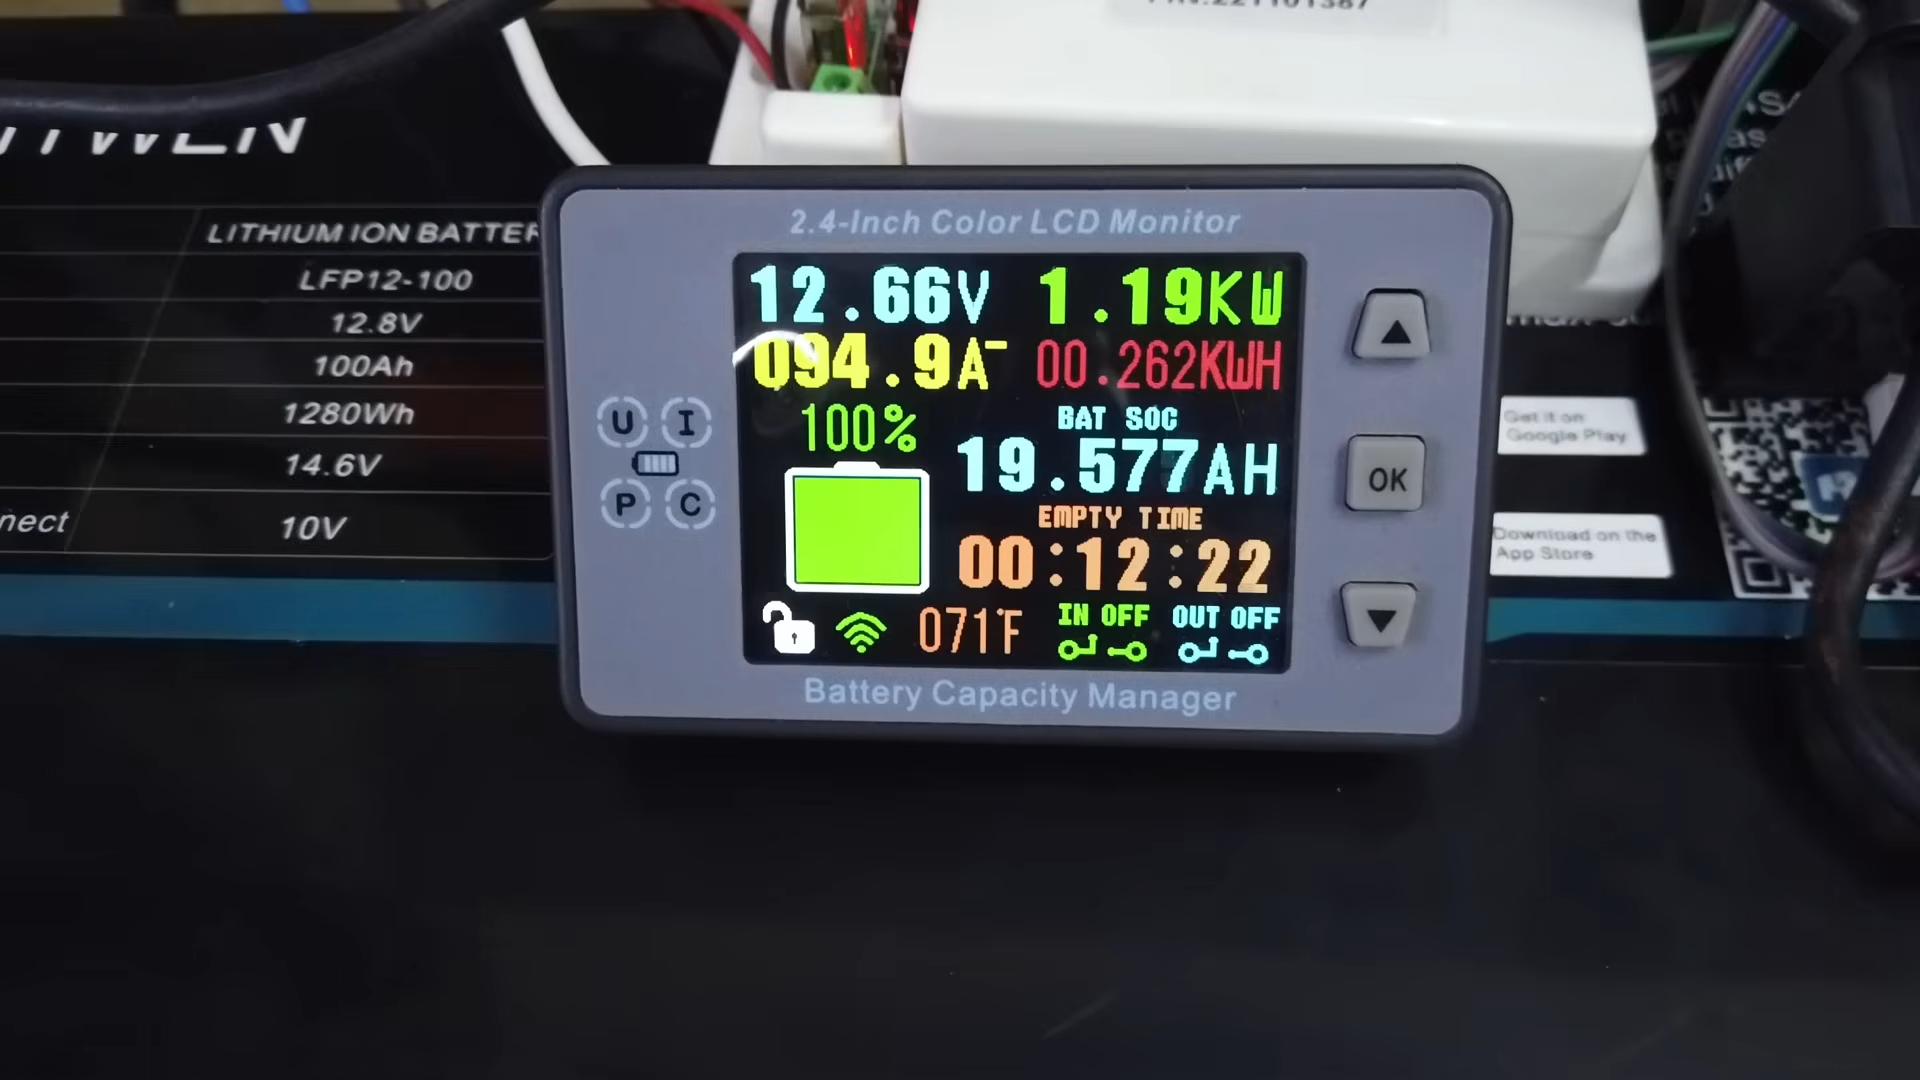 LITHIUM ION BATTER
LFP12-100
12.8V
100Ah
1280Wh
14.6V
nect 10V
2.4-Inch Color LCD Monitor
12.66V 1.19KW
094.9A- 00.262KWH
100%
BAT SOC
19.577AH
EMPTY TIME
00:12:22
071°F IN OFF OUT OFF
U I
P C
OK
Battery Capacity Manager
Get it on
Google Play
Download on the
App Store